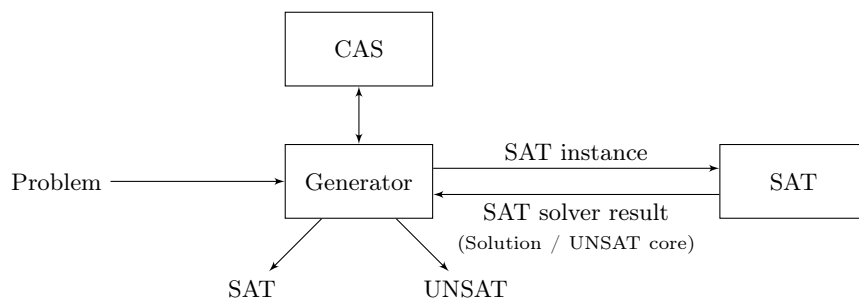 CAS
SAT instance
Problem
Generator
SAT
SAT solver result
(Solution / UNSAT core)
SAT
UNSAT